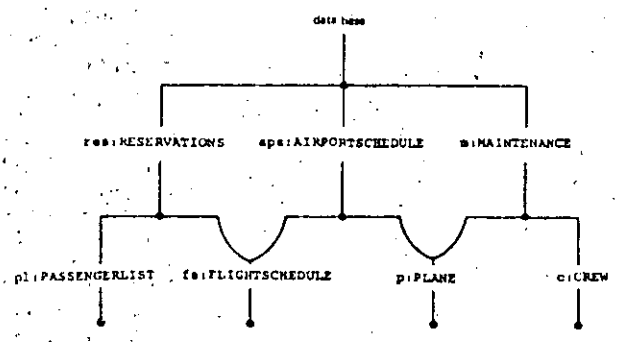 data base
res:RESERVATIONS aps:AIRPORTSCHEDULE m:MAINTENANCE
pl:PASSENGERLIST fs:FLIGHTSCHEDULE p:PLANE c:CREW